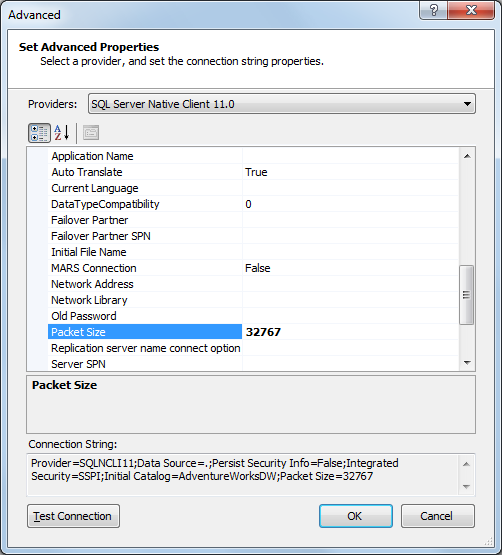 Advanced
Set Advanced Properties
Select a provider, and set the connection string properties.
Providers: SQL Server Native Client 11.0
Application Name
Auto Translate True
Current Language
DataTypeCompatibility 0
Failover Partner
Failover Partner SPN
Initial File Name
MARS Connection False
Network Address
Network Library
Old Password
Packet Size 32767
Replication server name connect option
Server SPN
Packet Size
Connection String:
Provider=SQLNCLI11;Data Source=.;Persist Security Info=False;Integrated
Security=SSPI;Initial Catalog=AdventureWorksDW;Packet Size=32767
Test Connection OK Cancel